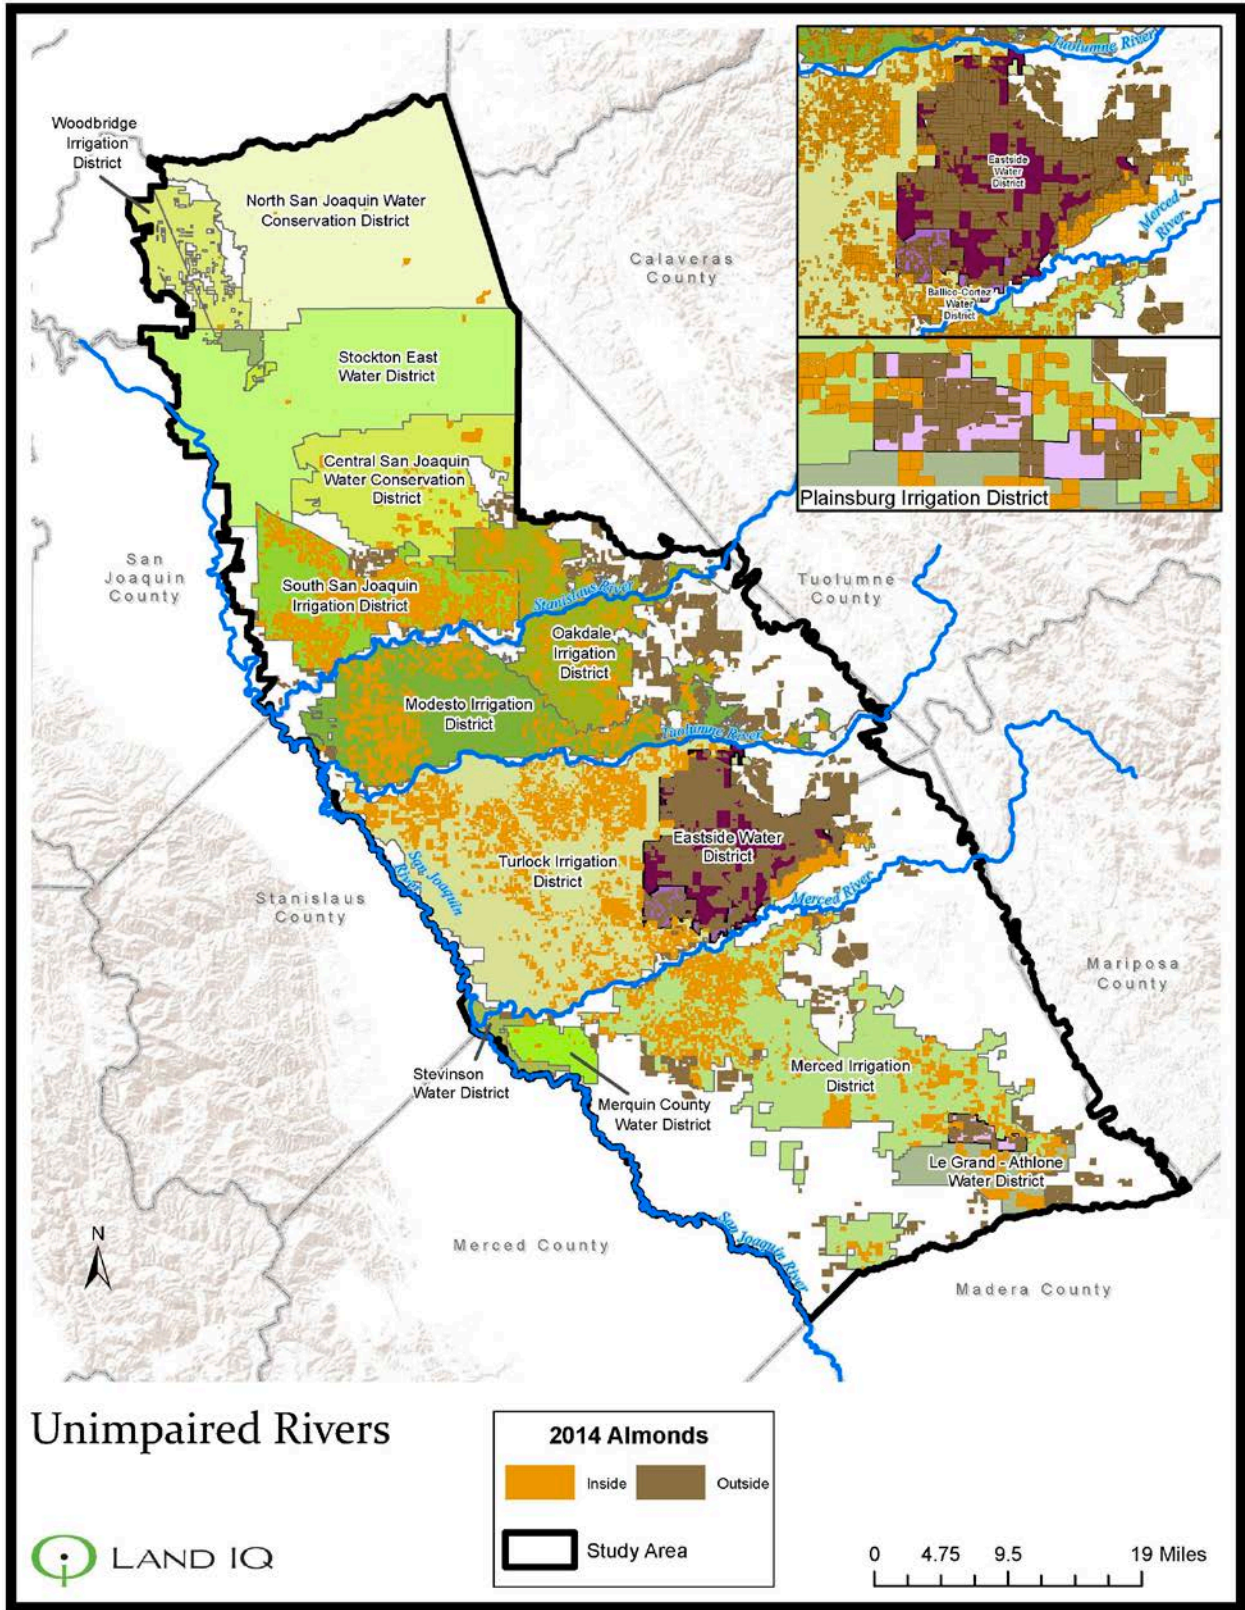 Woodbridge
Irrigation
District
North San Joaquin Water
Conservation District
Calaveras
County
Stockton East
Water District
Central San Joaquin
Water Conservation
District
San
Joaquin
County
South San Joaquin
Irrigation District
Stanislaus River
Tuolumne
County
Oakdale
Irrigation
District
Modesto Irrigation
District
Tuolumne River
Eastside Water
District
Turlock Irrigation
District
San Joaquin
River
Merced River
Stanislaus
County
Mariposa
County
Merced Irrigation
District
Stevinson
Water District
Merquin County
Water District
Le Grand - Athlone
Water District
San Joaquin River
Merced County
Madera County
N
Tuolumne River
Eastside
Water
District
Merced
River
Ballico-Cortez
Water
District
Plainsburg Irrigation District
Unimpaired Rivers
LAND IQ
2014 Almonds
Inside Outside
Study Area
0 4.75 9.5 19 Miles